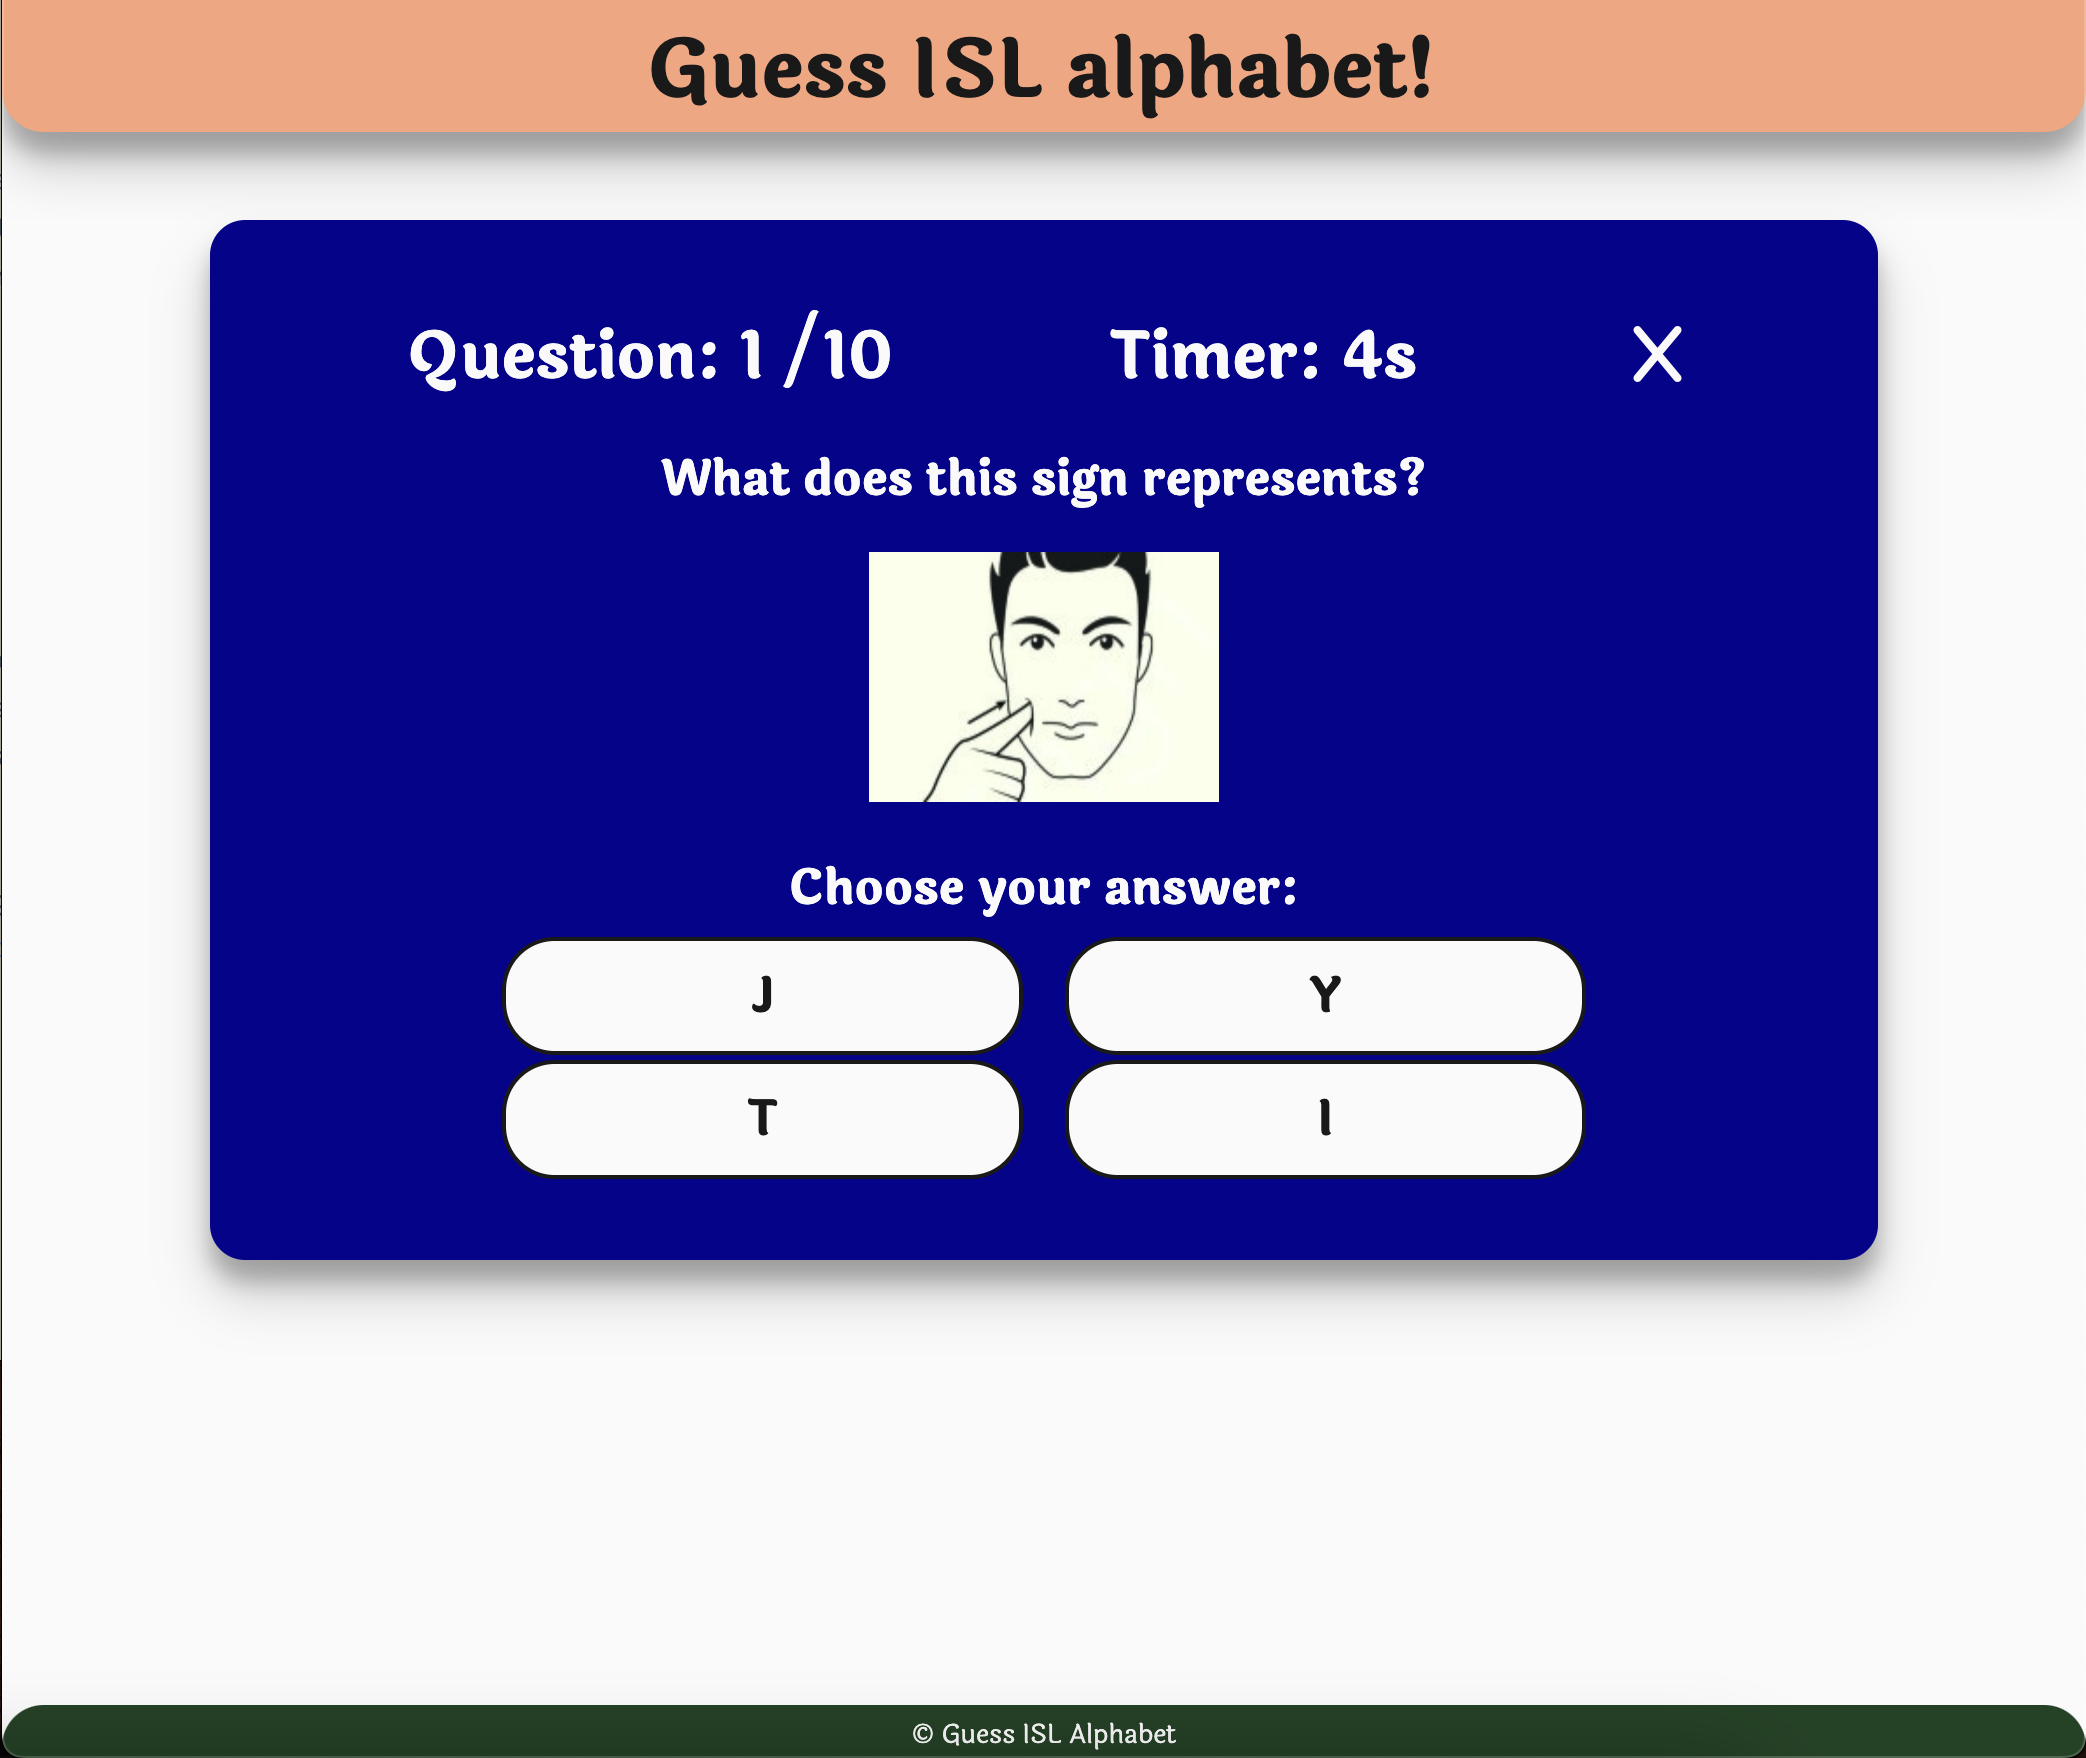 Guess ISL alphabet!
Question: 1 /10
Timer: 4s
X
What does this sign represents?
Choose your answer:
J
Y
T
I
© Guess ISL Alphabet